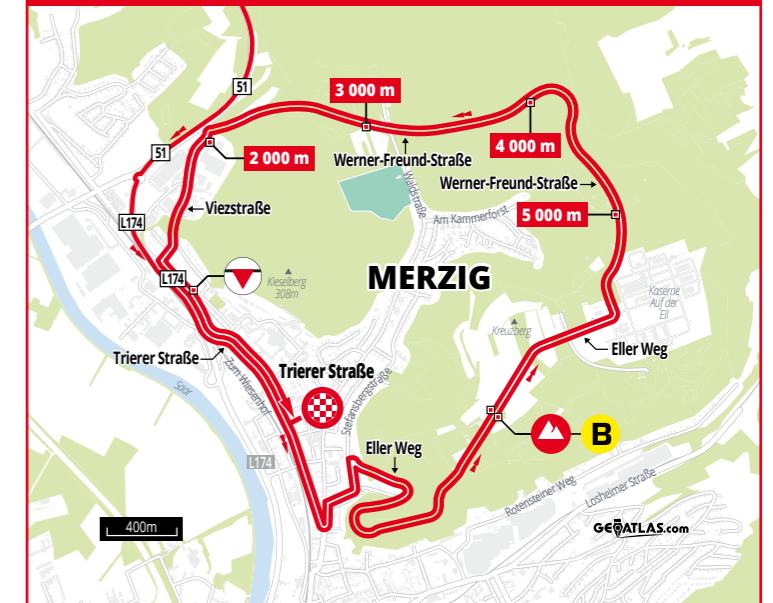 51
3 000 m
51
2 000 m
4 000 m
Werner-Freund-Straße
Werner-Freund-Straße
Waldstraße
Viezstraße
Am Kammerforst
5 000 m
L174
L174
Kieselberg
308m
MERZIG
Kaserne
Auf der
Ell
Kreuzberg
Eller Weg
Trierer Straße
Zum Wiesenhof
Trierer Straße
Saar
Stefansbergstraße
B
Eller Weg
L174
Rotensteiner Weg
Losheimer Straße
400m
GEOATLAS.com